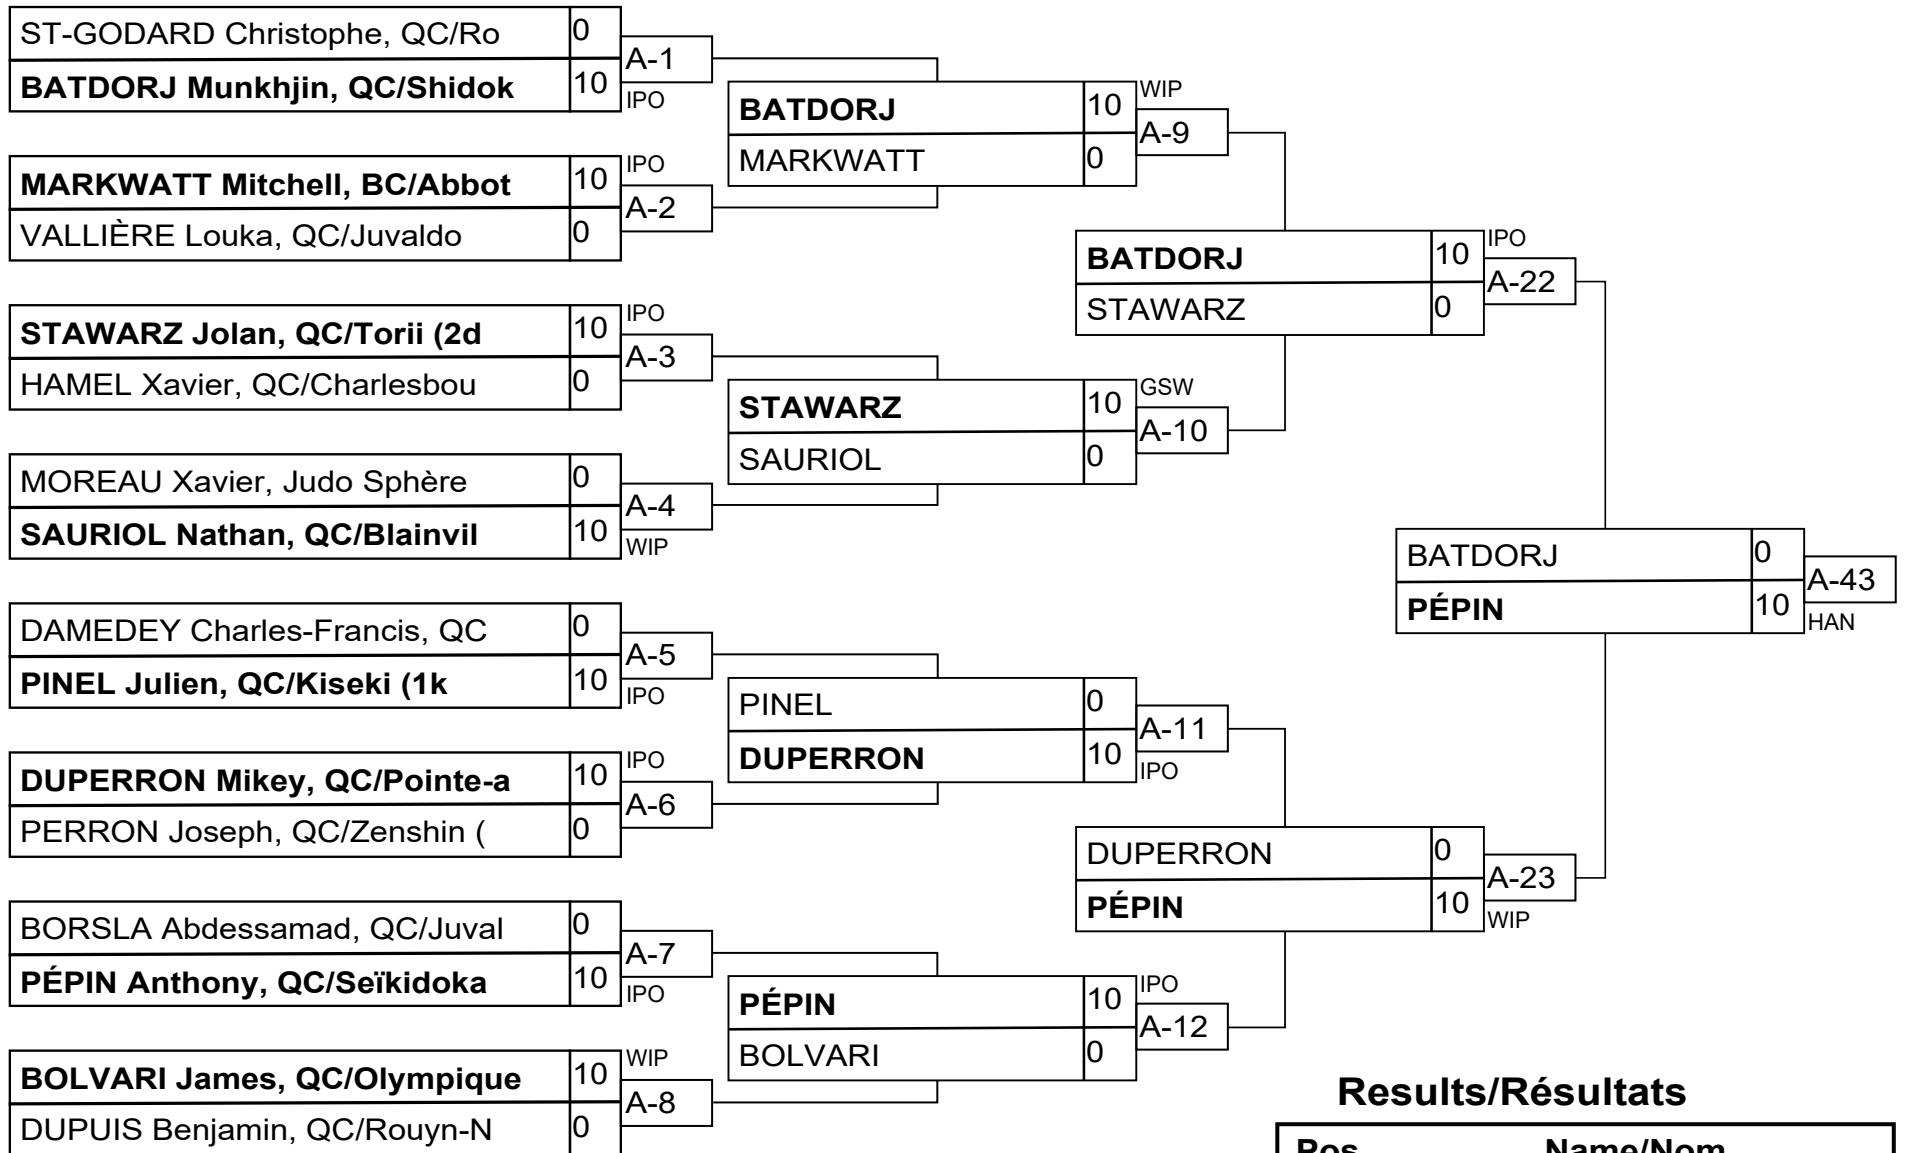 ST-GODARD Christophe, QC/Ro 0
A-1
BATDORJ Munkhjin, QC/Shidok 10
IPO
MARKWATT Mitchell, BC/Abbot 10
IPO
A-2
VALLIÈRE Louka, QC/Juvaldo 0
STAWARZ Jolan, QC/Torii (2d 10
IPO
A-3
HAMEL Xavier, QC/Charlesbou 0
MOREAU Xavier, Judo Sphère 0
A-4
SAURIOL Nathan, QC/Blainvil 10
WIP
DAMEDEY Charles-Francis, QC 0
A-5
PINEL Julien, QC/Kiseki (1k 10
IPO
DUPERRON Mikey, QC/Pointe-a 10
IPO
A-6
PERRON Joseph, QC/Zenshin ( 0
BORSLA Abdessamad, QC/Juval 0
A-7
PÉPIN Anthony, QC/Seïkidoka 10
IPO
BOLVARI James, QC/Olympique 10
WIP
A-8
DUPUIS Benjamin, QC/Rouyn-N 0
BATDORJ 10
WIP
A-9
MARKWATT 0
STAWARZ 10
GSW
A-10
SAURIOL 0
PINEL 0
A-11
DUPERRON 10
IPO
PÉPIN 10
IPO
A-12
BOLVARI 0
BATDORJ 10
IPO
A-22
STAWARZ 0
DUPERRON 0
A-23
PÉPIN 10
WIP
BATDORJ 0
A-43
PÉPIN 10
HAN
Results/Résultats
Pos Name/Nom